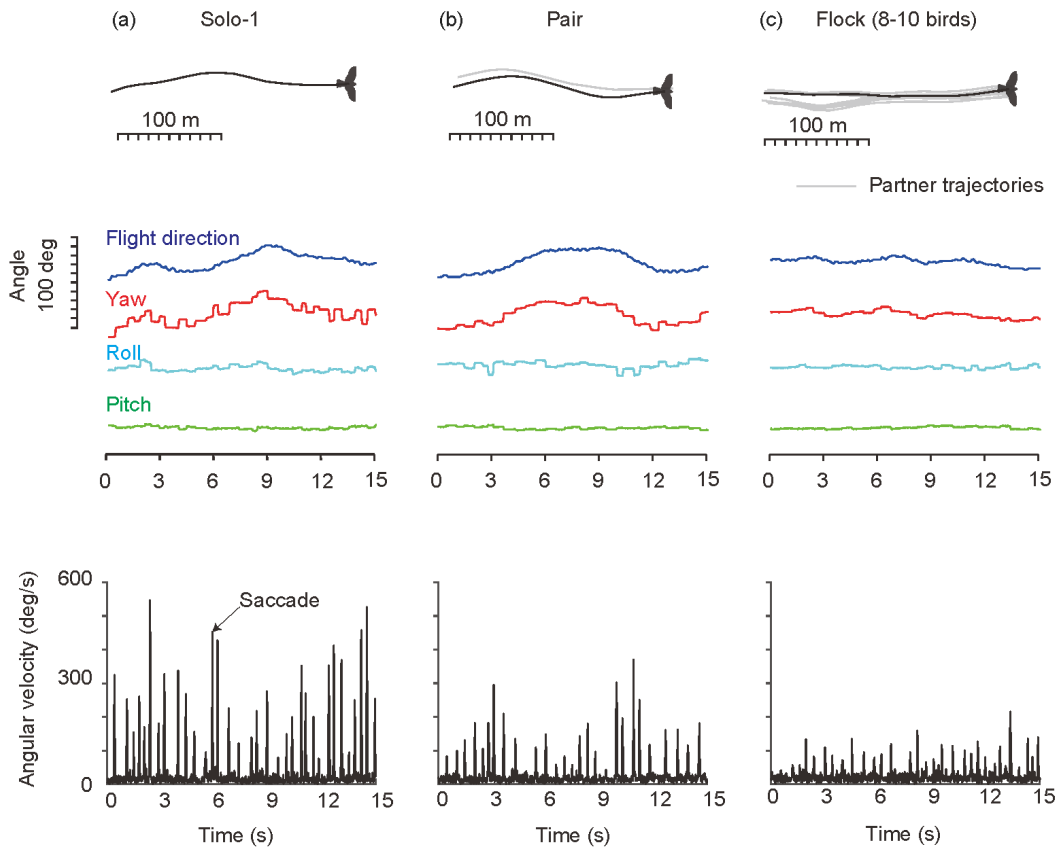 (a) Solo-1
(b) Pair
(c) Flock (8-10 birds)
100 m
100 m
100 m
Partner trajectories
Angle
100 deg
Flight direction
Yaw
Roll
Pitch
0 3 6 9 12 15
0 3 6 9 12 15
0 3 6 9 12 15
Angular velocity (deg/s)
600
300
0
Saccade
0 3 6 9 12 15
0 3 6 9 12 15
0 3 6 9 12 15
Time (s)
Time (s)
Time (s)